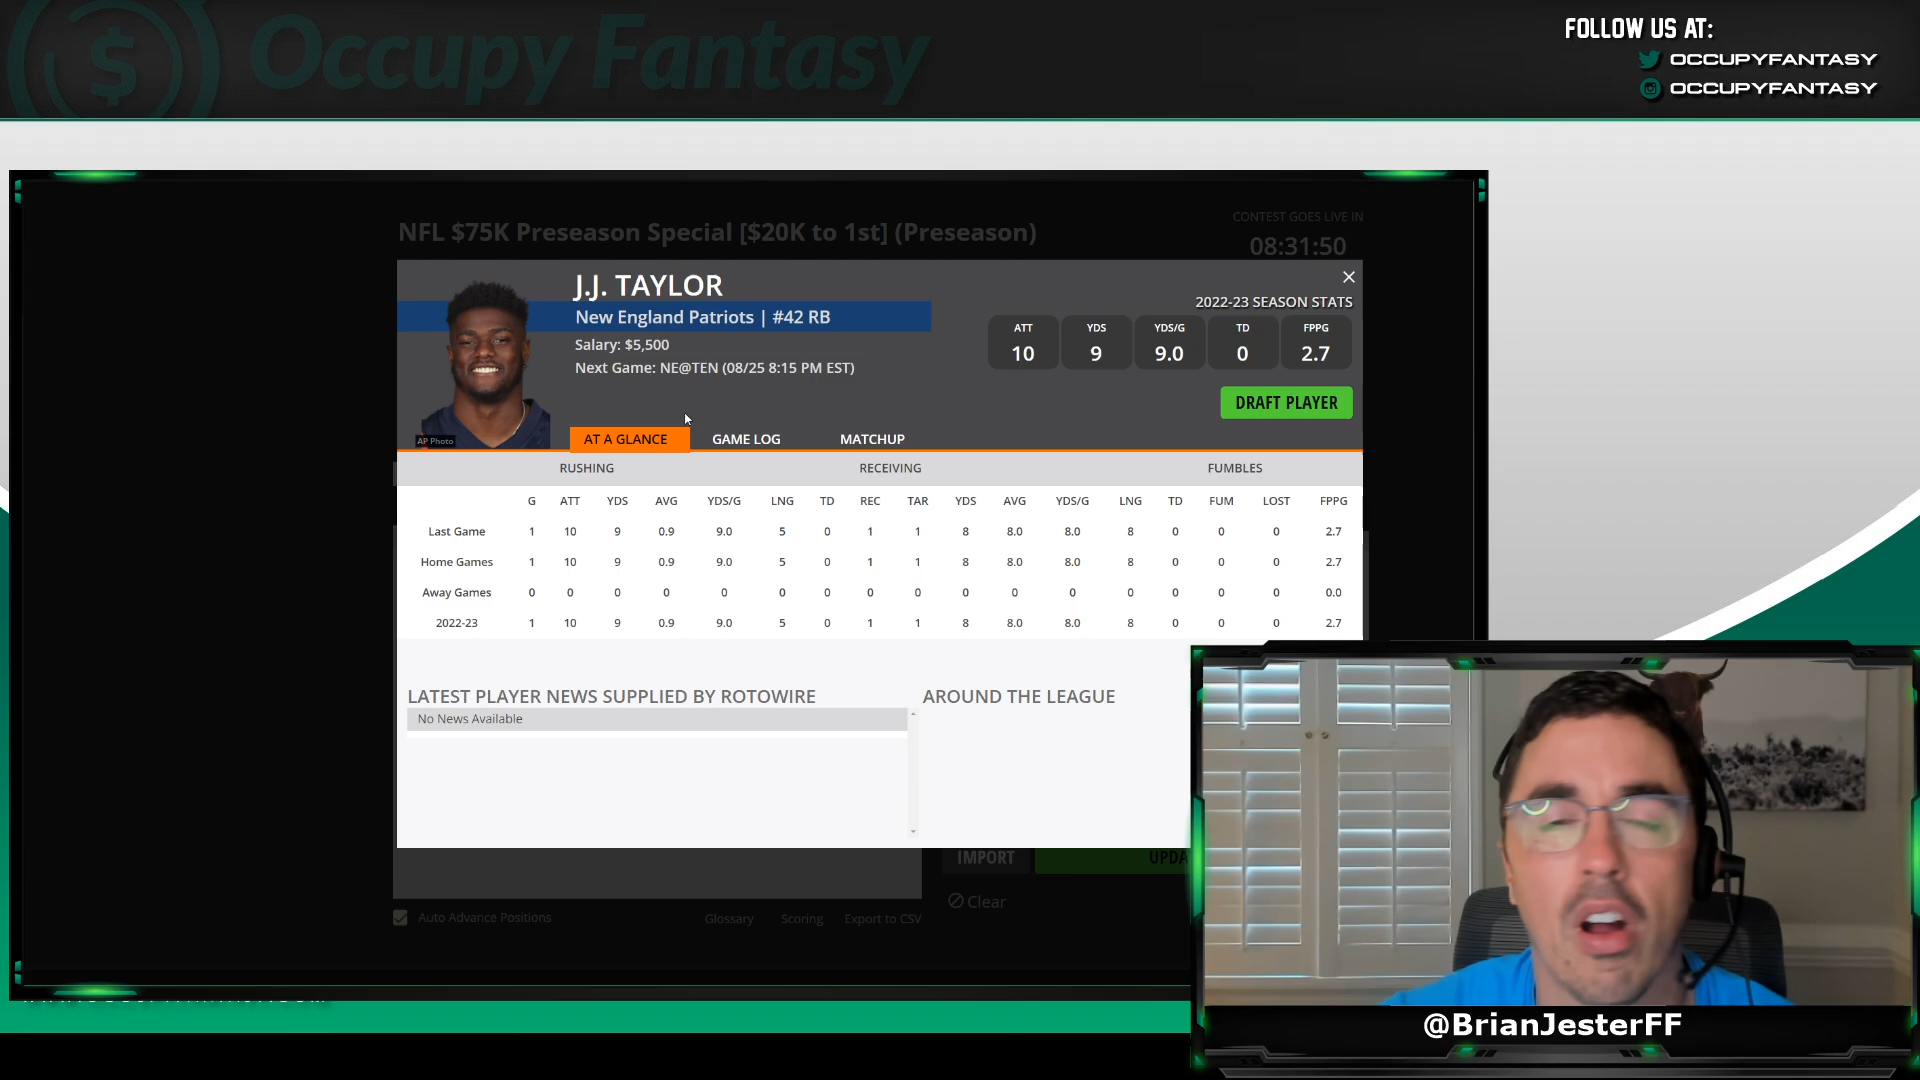 Occupy Fantasy
FOLLOW US AT:
OCCUPYFANTASY
OCCUPYFANTASY
NFL $75K Preseason Special [$20K to 1st] (Preseason)
CONTEST GOES LIVE IN
08:31:50
J.J. TAYLOR
New England Patriots | #42 RB
Salary: $5,500
Next Game: NE@TEN (08/25 8:15 PM EST)
2022-23 SEASON STATS
ATT YDS YDS/G TD FPPG
10 9 9.0 0 2.7
DRAFT PLAYER
AP Photo
AT A GLANCE GAME LOG MATCHUP
RUSHING RECEIVING FUMBLES
G ATT YDS AVG YDS/G LNG TD REC TAR YDS AVG YDS/G LNG TD FUM LOST FPPG
Last Game 1 10 9 0.9 9.0 5 0 1 1 8 8.0 8.0 8 0 0 0 2.7
Home Games 1 10 9 0.9 9.0 5 0 1 1 8 8.0 8.0 8 0 0 0 2.7
Away Games 0 0 0 0 0 0 0 0 0 0 0 0 0 0 0 0 0.0
2022-23 1 10 9 0.9 9.0 5 0 1 1 8 8.0 8.0 8 0 0 0 2.7
LATEST PLAYER NEWS SUPPLIED BY ROTOWIRE
No News Available
AROUND THE LEAGUE
IMPORT UPDA
Clear
Auto Advance Positions Glossary Scoring Export to CSV
@BrianJesterFF